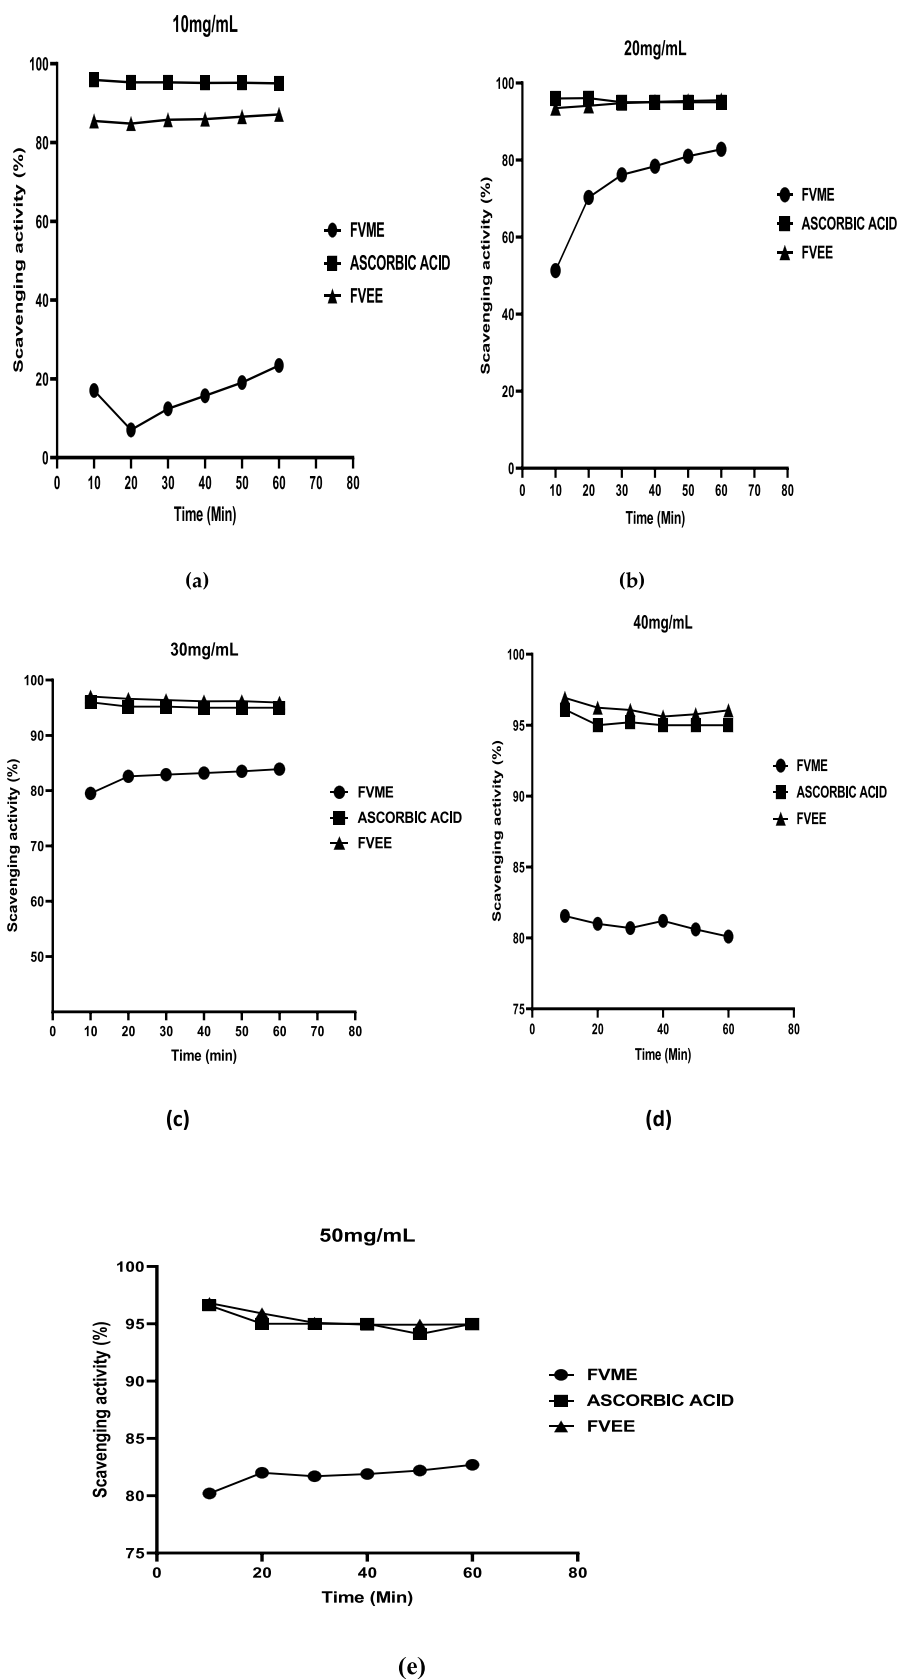 10mg/mL
100
80
60
40
20
0
Scavenging activity (%)
0 10 20 30 40 50 60 70 80
Time (Min)
FVME
ASCORBIC ACID
FVEE
(a)
20mg/mL
100
80
60
40
20
0
Scavenging activity (%)
0 10 20 30 40 50 60 70 80
Time (Min)
FVME
ASCORBIC ACID
FVEE
(b)
30mg/mL
100
90
80
70
60
50
Scavenging activity (%)
0 10 20 30 40 50 60 70 80
Time (min)
FVME
ASCORBIC ACID
FVEE
(c)
40mg/mL
100
95
90
85
80
75
Scavenging activity (%)
0 20 40 60 80
Time (Min)
FVME
ASCORBIC ACID
FVEE
(d)
50mg/mL
100
95
90
85
80
75
Scavenging activity (%)
0 20 40 60 80
Time (Min)
FVME
ASCORBIC ACID
FVEE
(e)